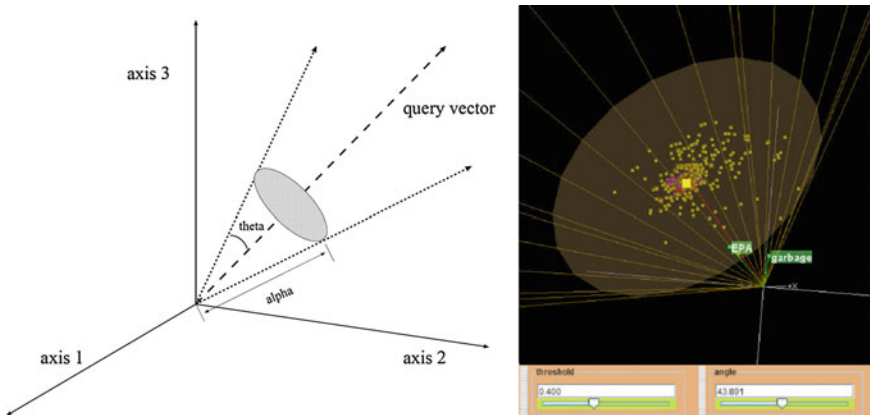 axis 3
query vector
theta
alpha
axis 1
axis 2
EPA
garbage
X
threshold
angle
0.400
43.891